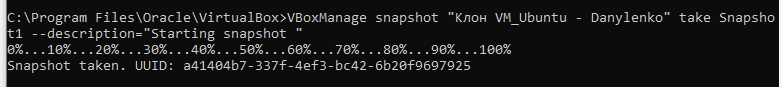 C:\Program Files\Oracle\VirtualBox>VBoxManage snapshot "Клон VM_Ubuntu - Danylenko" take Snapsho
t1 --description="Starting snapshot "
0%...10%...20%...30%...40%...50%...60%...70%...80%...90%...100%
Snapshot taken. UUID: a41404b7-337f-4ef3-bc42-6b20f9697925